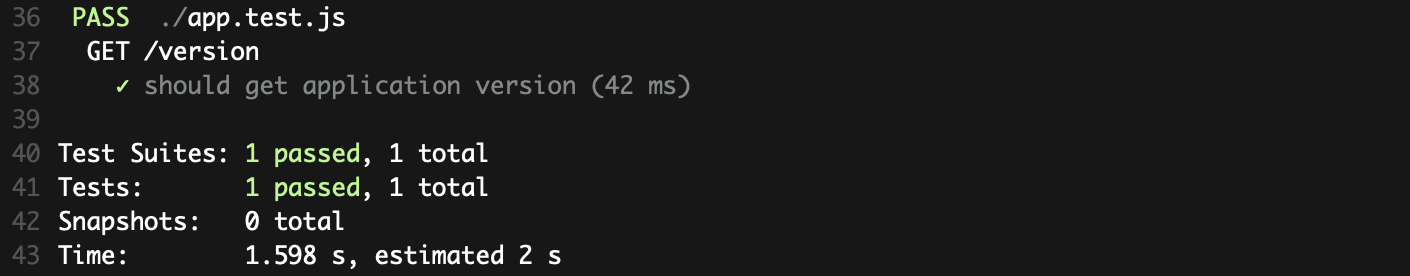 36 PASS ./app.test.js
37 GET /version
38 ✓ should get application version (42 ms)
39
40 Test Suites: 1 passed, 1 total
41 Tests: 1 passed, 1 total
42 Snapshots: 0 total
43 Time: 1.598 s, estimated 2 s